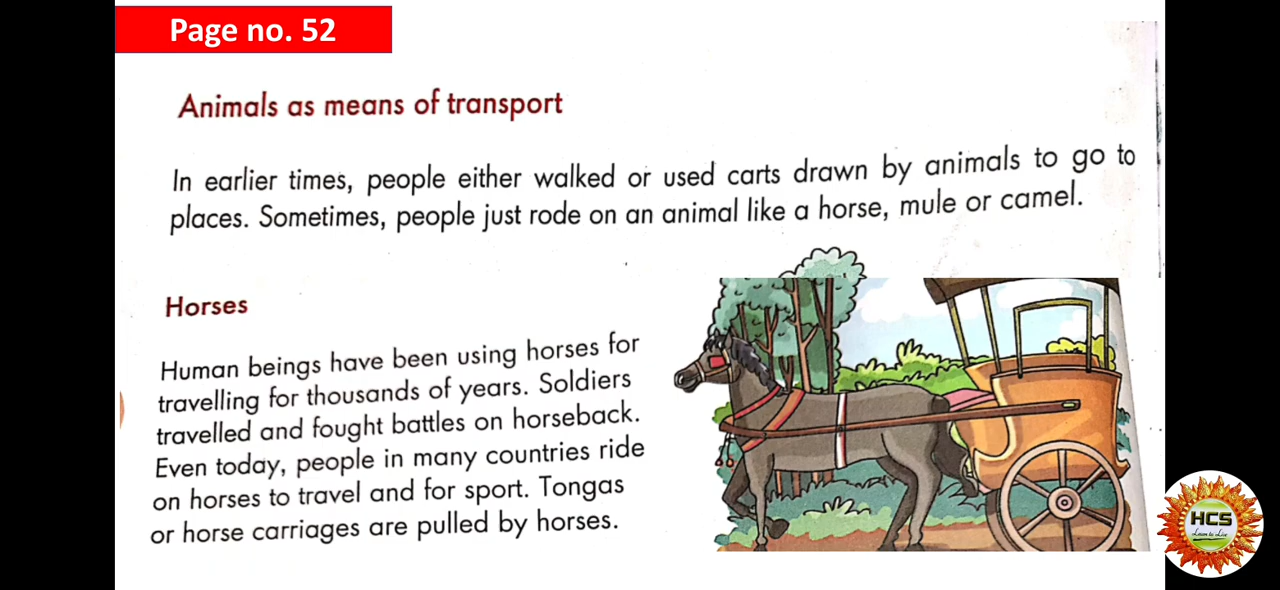 Page no. 52
Animals as means of transport
In earlier times, people either walked or used carts drawn by animals to go to
places. Sometimes, people just rode on an animal like a horse, mule or camel.
Horses
Human beings have been using horses for
travelling for thousands of years. Soldiers
travelled and fought battles on horseback.
Even today, people in many countries ride
on horses to travel and for sport. Tongas
or horse carriages are pulled by horses.
HCS
Learn to Live